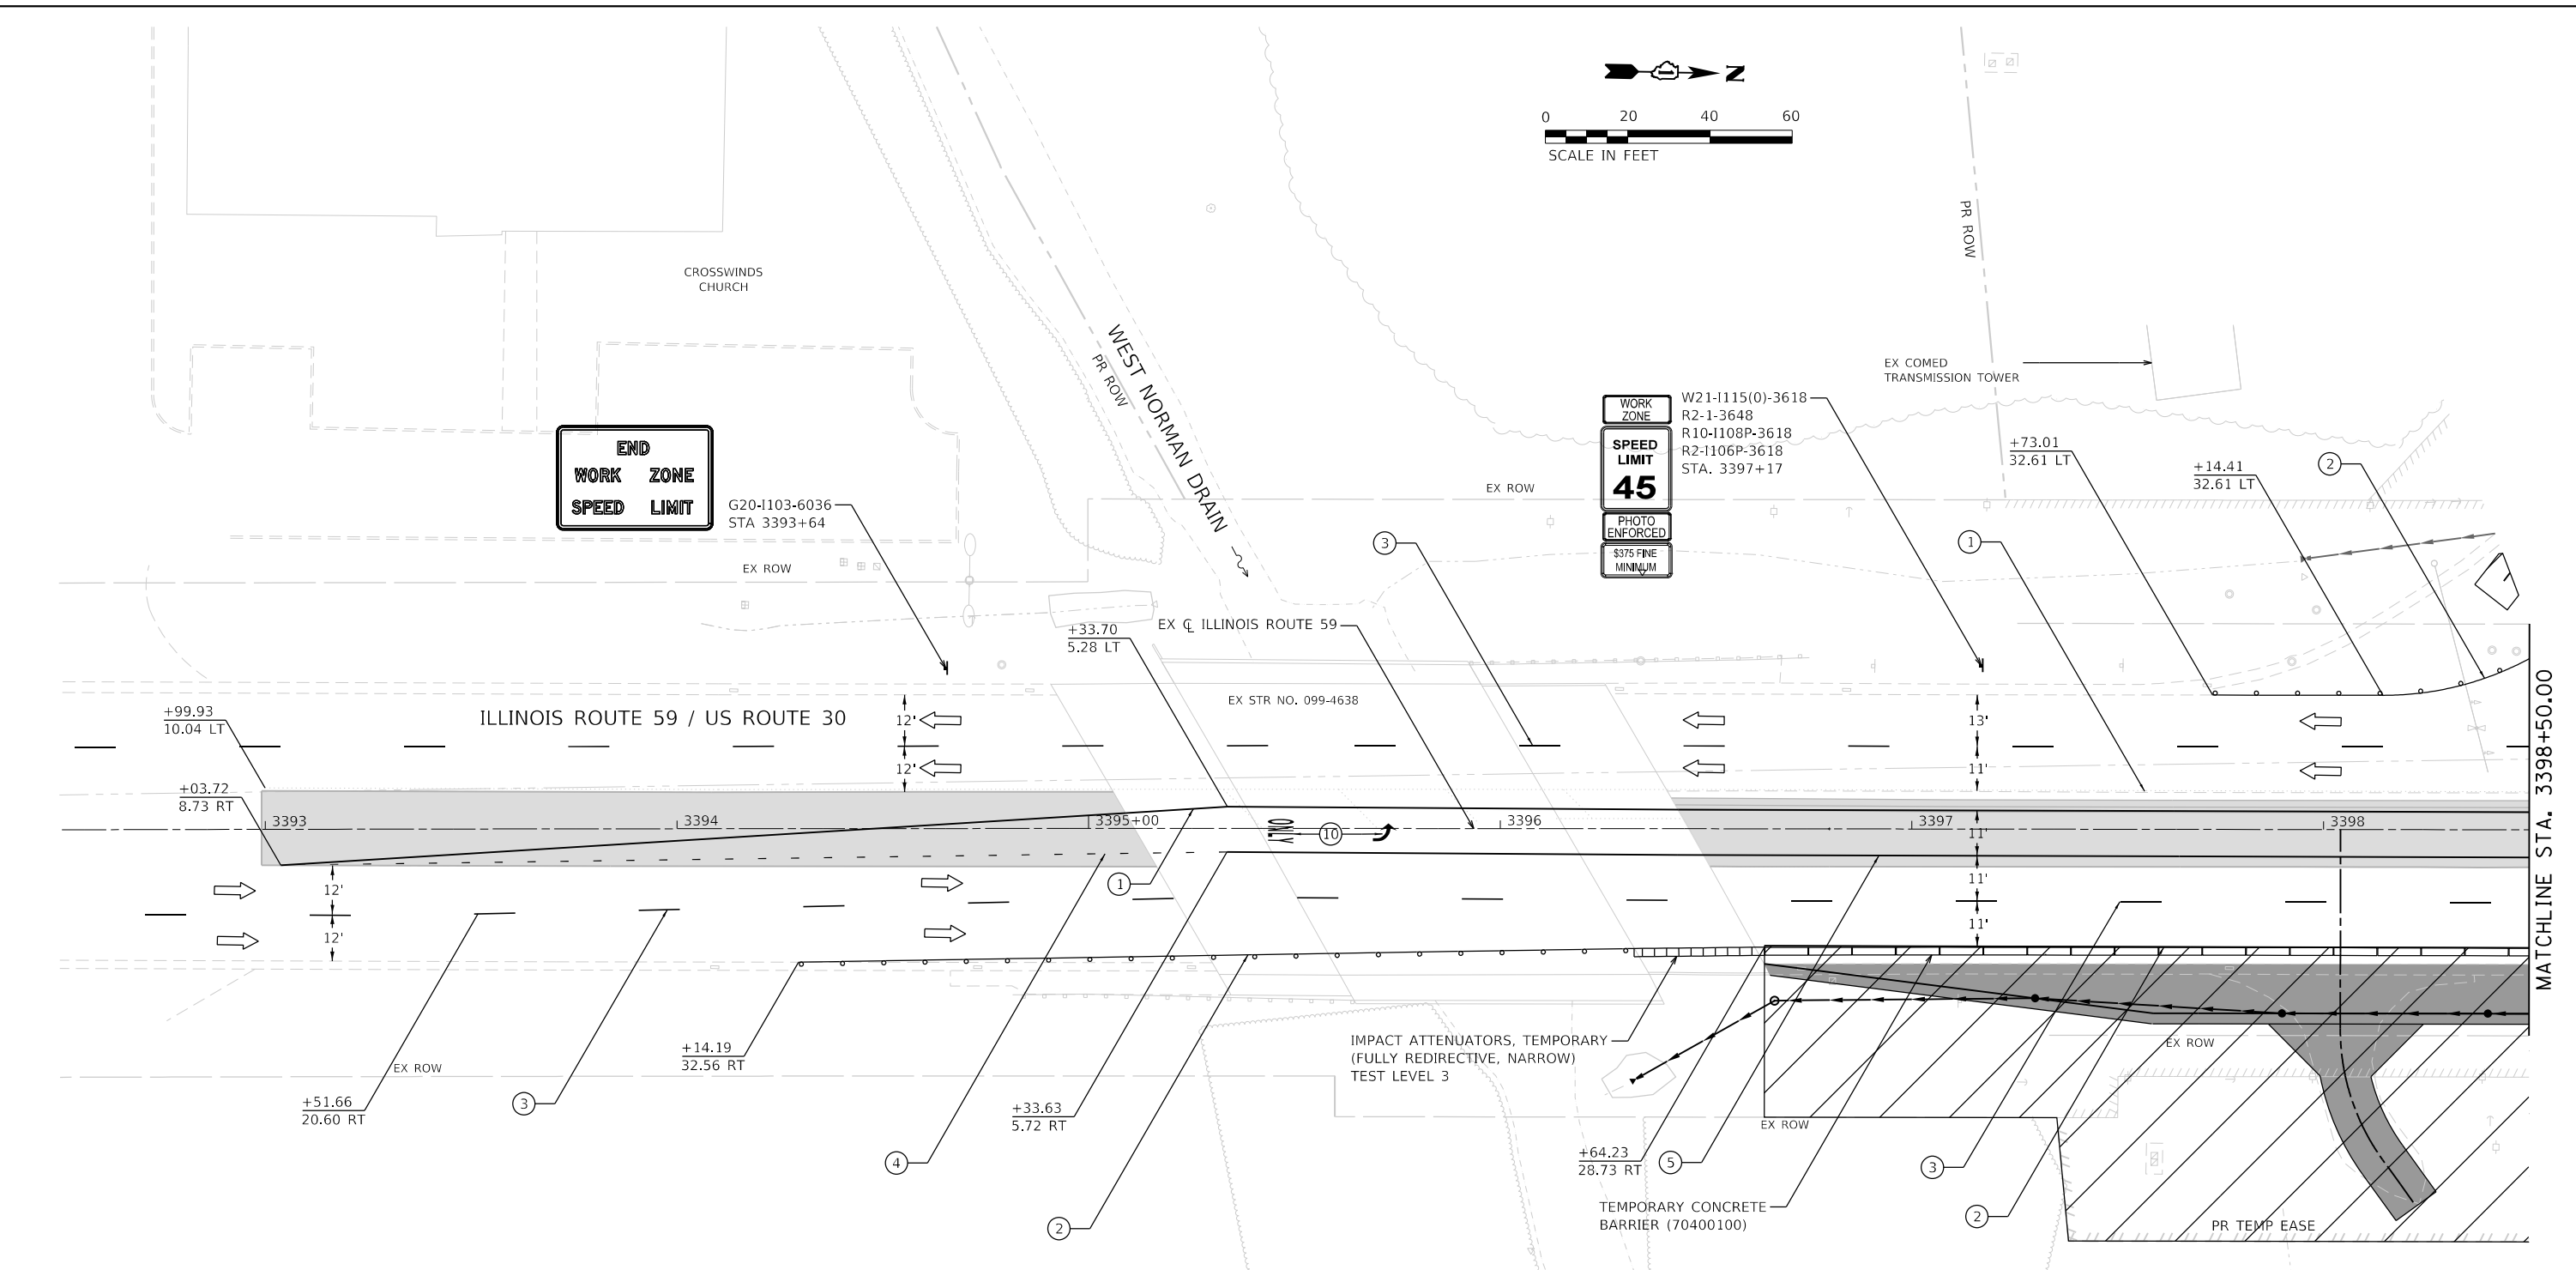 N
0 20 40 60
SCALE IN FEET
PR ROW
CROSSWINDS
CHURCH
WEST NORMAN DRAIN
PR ROW
EX COMED
TRANSMISSION TOWER
WORK
ZONE
SPEED
LIMIT
45
PHOTO
ENFORCED
$375 FINE
MINIMUM
W21-I115(0)-3618
R2-1-3648
R10-I108P-3618
R2-I106P-3618
STA. 3397+17
+73.01
32.61 LT
+14.41
32.61 LT
2
END
WORK ZONE
SPEED LIMIT
G20-I103-6036
STA 3393+64
EX ROW
3
1
EX ROW
+33.70
5.28 LT
EX ℄ ILLINOIS ROUTE 59
EX STR NO. 099-4638
+99.93
10.04 LT
ILLINOIS ROUTE 59 / US ROUTE 30
12'
12'
13'
11'
+03.72
8.73 RT
3393
3394
3395+00
ONLY
10
3396
3397
3398
11'
11'
11'
1
12'
12'
MATCHLINE STA. 3398+50.00
+14.19
32.56 RT
EX ROW
+51.66
20.60 RT
3
+33.63
5.72 RT
4
2
IMPACT ATTENUATORS, TEMPORARY
(FULLY REDIRECTIVE, NARROW)
TEST LEVEL 3
EX ROW
EX ROW
+64.23
28.73 RT
5
3
2
TEMPORARY CONCRETE
BARRIER (70400100)
PR TEMP EASE